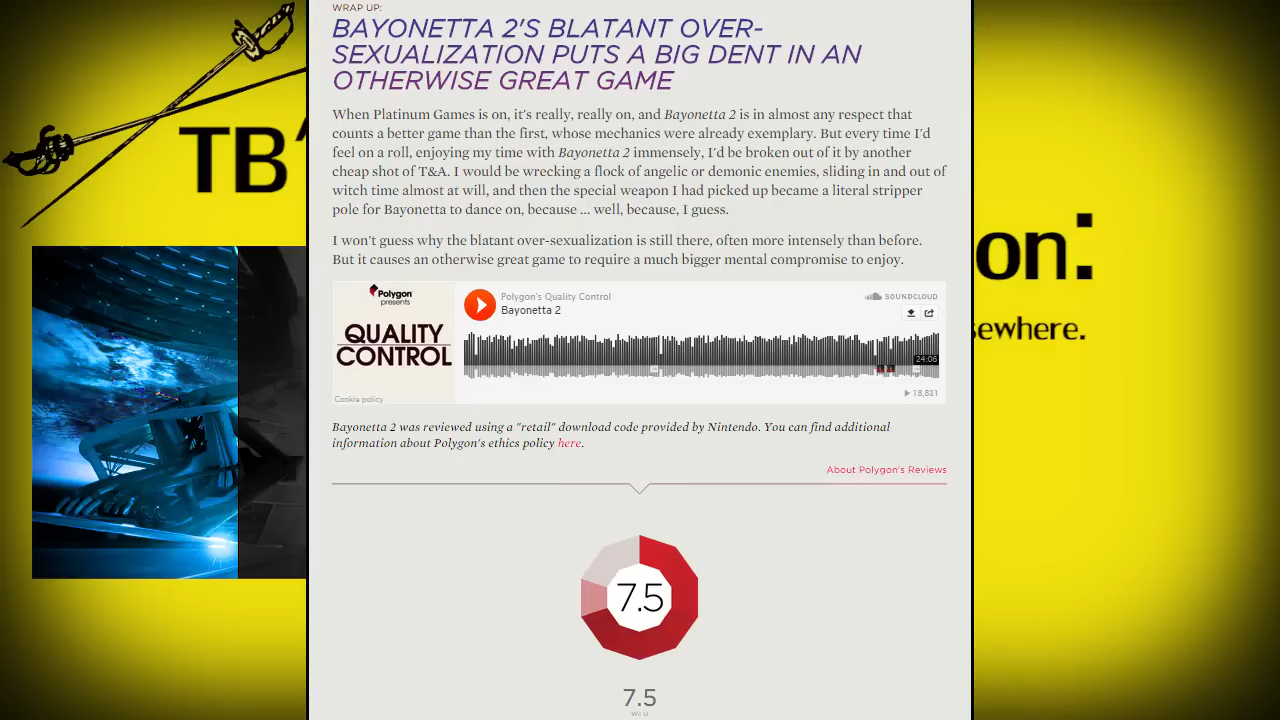 WRAP UP:
BAYONETTA 2'S BLATANT OVER-
SEXUALIZATION PUTS A BIG DENT IN AN
OTHERWISE GREAT GAME
When Platinum Games is on, it's really, really on, and Bayonetta 2 is in almost any respect that
counts a better game than the first, whose mechanics were already exemplary. But every time I'd
feel on a roll, enjoying my time with Bayonetta 2 immensely, I'd be broken out of it by another
cheap shot of T&A. I would be wrecking a flock of angelic or demonic enemies, sliding in and out of
witch time almost at will, and then the special weapon I had picked up became a literal stripper
pole for Bayonetta to dance on, because ... well, because, I guess.
I won't guess why the blatant over-sexualization is still there, often more intensely than before.
But it causes an otherwise great game to require a much bigger mental compromise to enjoy.
Polygon
presents
QUALITY
CONTROL
Cookie policy
Polygon's Quality Control
Bayonetta 2
SOUNDCLOUD
24:06
18,831
Bayonetta 2 was reviewed using a "retail" download code provided by Nintendo. You can find additional
information about Polygon's ethics policy here.
About Polygon's Reviews
7.5
7.5
Wii U
TB'
on:
sewhere.